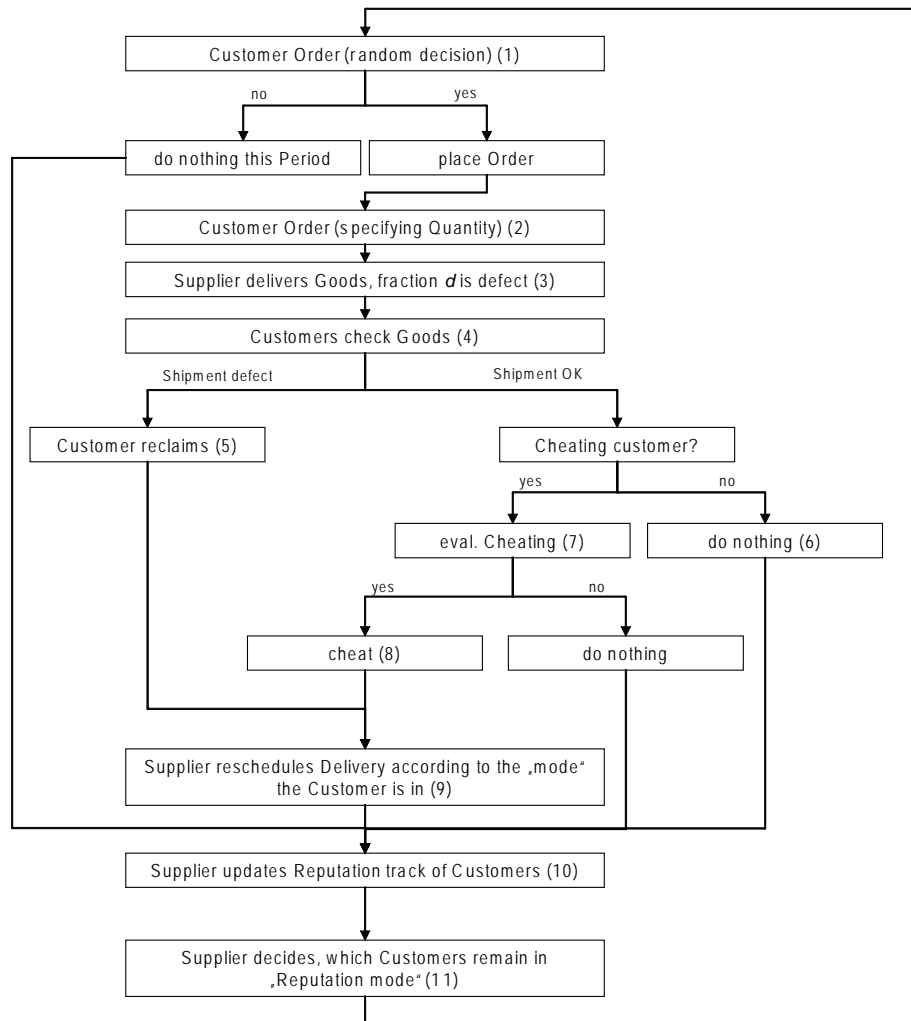 Customer Order (random decision) (1)
no
yes
do nothing this Period
place Order
Customer Order (specifying Quantity) (2)
Supplier delivers Goods, fraction d is defect (3)
Customers check Goods (4)
Shipment defect
Shipment OK
Customer reclaims (5)
Cheating customer?
yes
no
eval. Cheating (7)
do nothing (6)
yes
no
cheat (8)
do nothing
Supplier reschedules Delivery according to the „mode“
the Customer is in (9)
Supplier updates Reputation track of Customers (10)
Supplier decides, which Customers remain in
„Reputation mode“ (11)